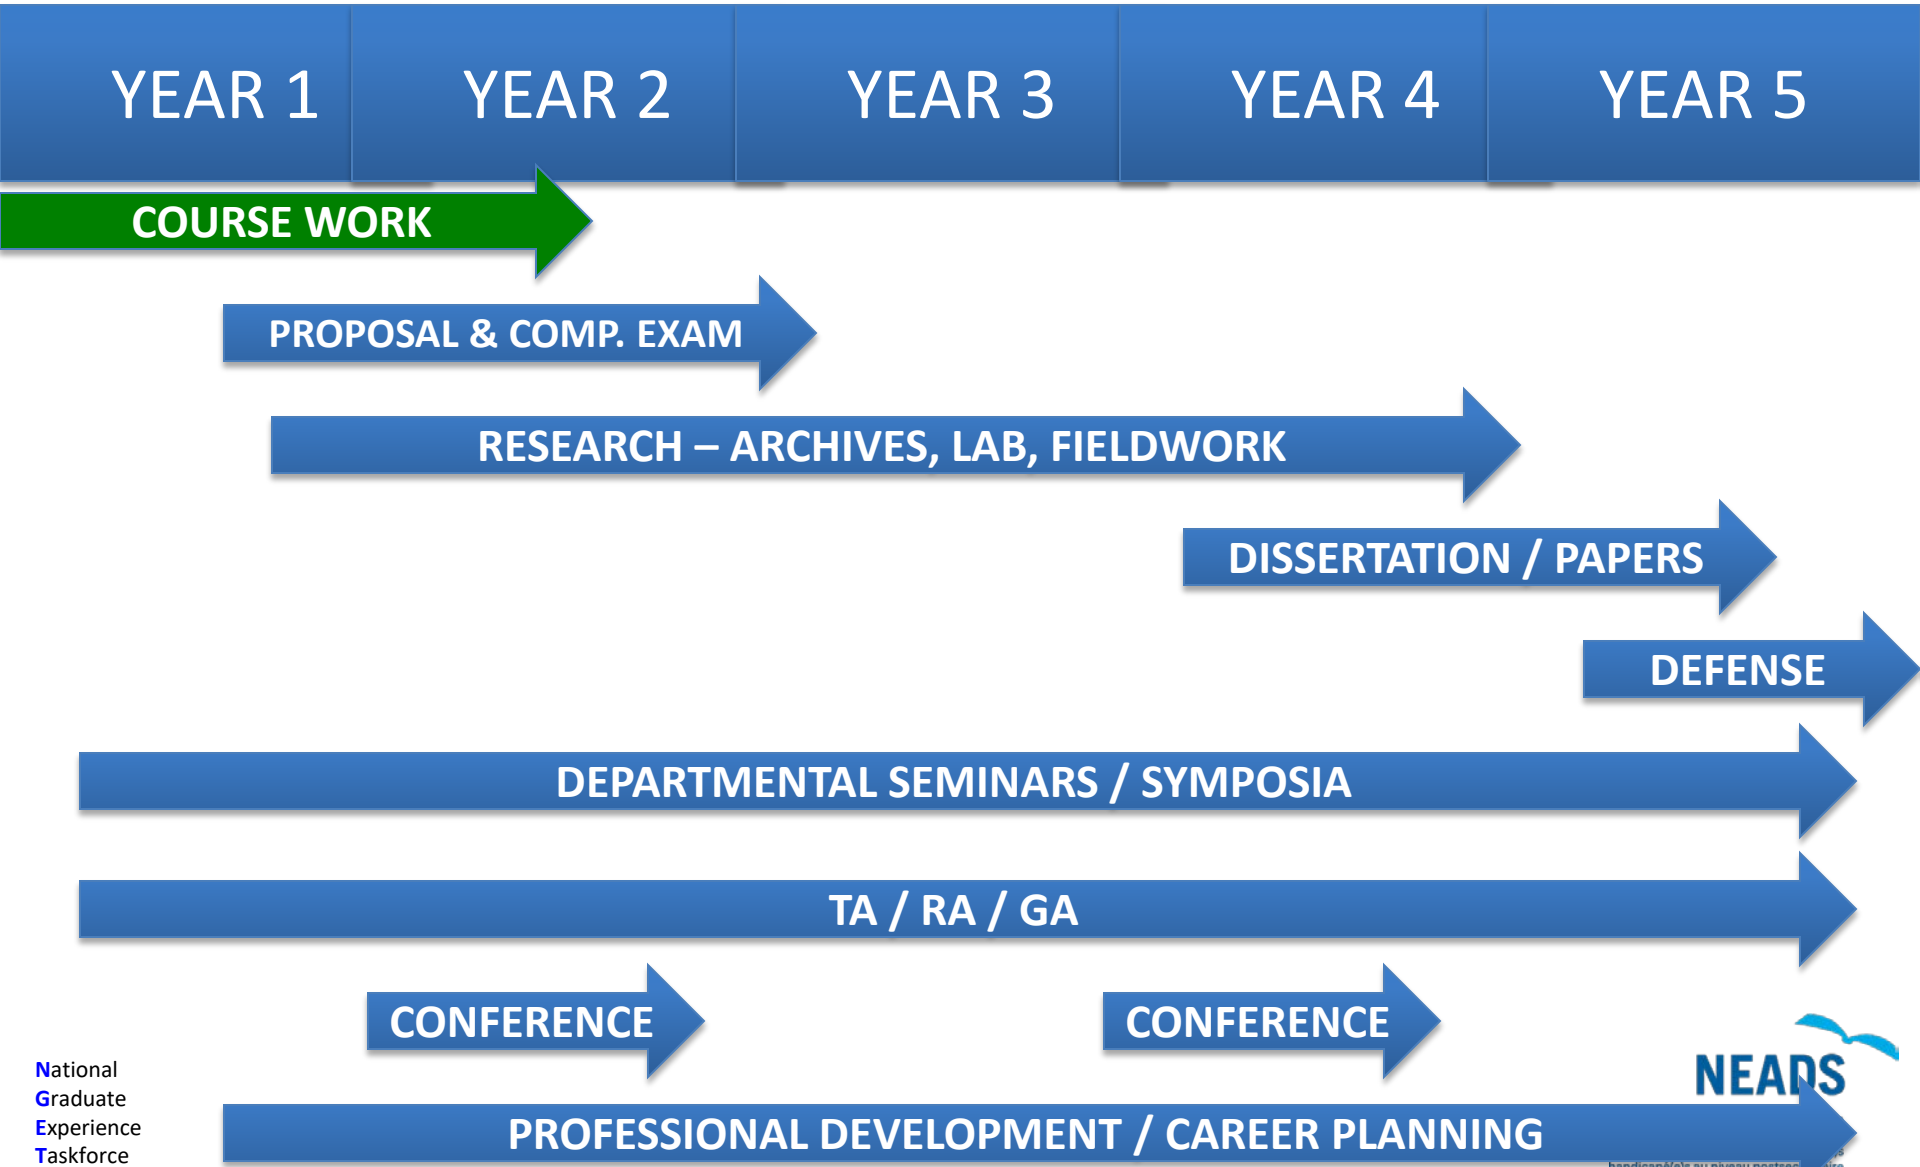 YEAR 1 YEAR 2 YEAR 3 YEAR 4 YEAR 5
COURSE WORK
PROPOSAL & COMP. EXAM
RESEARCH – ARCHIVES, LAB, FIELDWORK
DISSERTATION / PAPERS
DEFENSE
DEPARTMENTAL SEMINARS / SYMPOSIA
TA / RA / GA
CONFERENCE CONFERENCE
National
Graduate
Experience
Taskforce
NEADS
PROFESSIONAL DEVELOPMENT / CAREER PLANNING